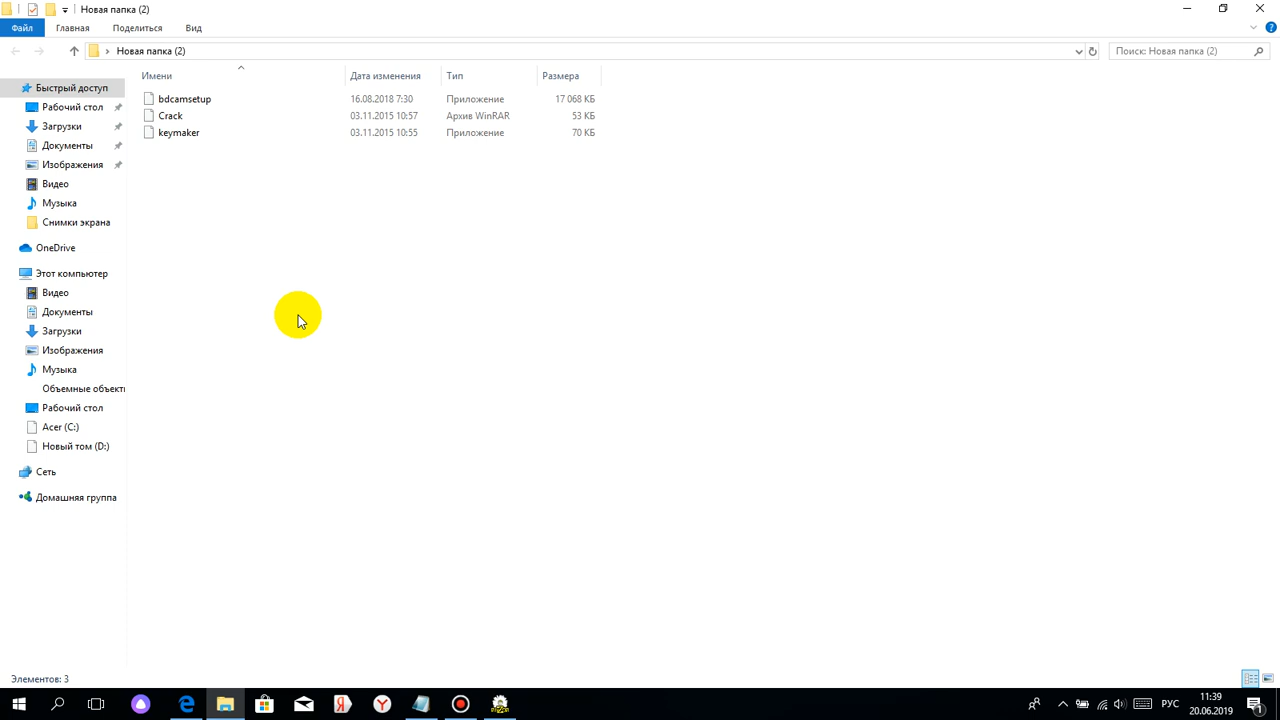 Новая папка (2)
Файл
Главная
Поделиться
Вид
Новая папка (2)
Поиск: Новая папка (2)
Имени
Дата изменения
Тип
Размера
bdcamsetup 16.08.2018 7:30 Приложение 17 068 КБ
Crack 03.11.2015 10:57 Архив WinRAR 53 КБ
keymaker 03.11.2015 10:55 Приложение 70 КБ
Быстрый доступ
Рабочий стол
Загрузки
Документы
Изображения
Видео
Музыка
Снимки экрана
OneDrive
Этот компьютер
Видео
Документы
Загрузки
Изображения
Музыка
Объемные объекты
Рабочий стол
Acer (C:)
Новый том (D:)
Сеть
Домашняя группа
Элементов: 3
РУС
11:39
20.06.2019